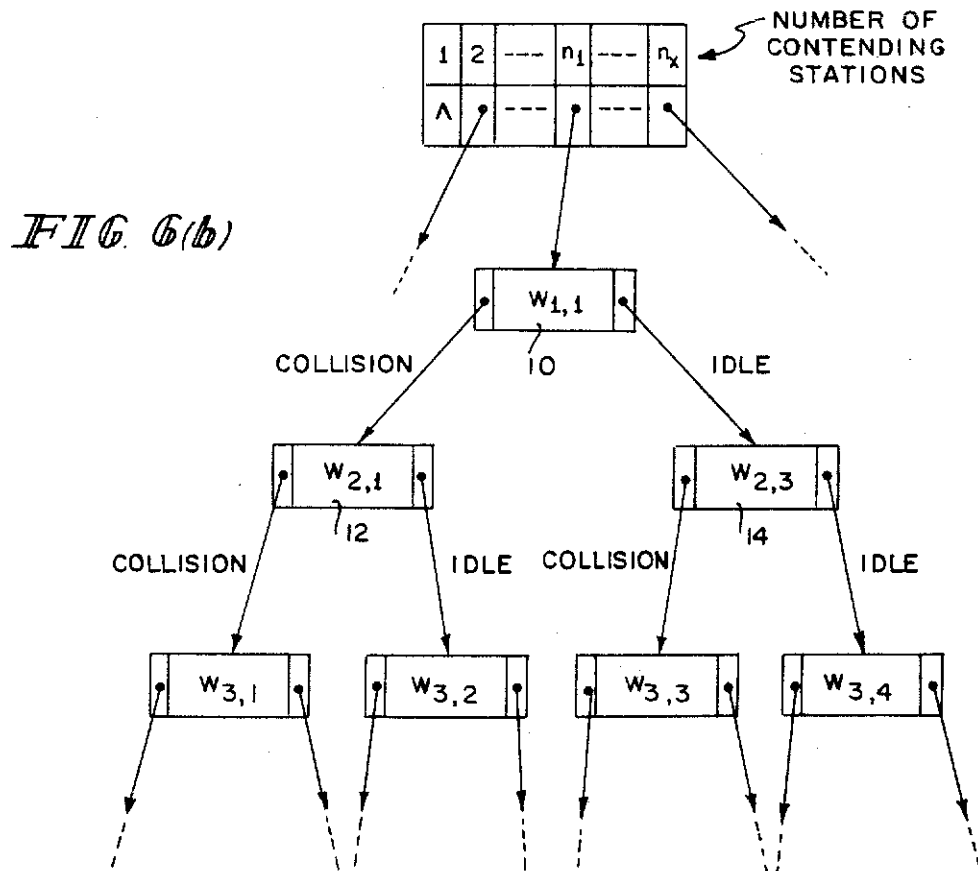 NUMBER OF
CONTENDING
STATIONS
1 2 --- n1 --- nx
Λ --- ---
FIG. 6(b)
W1,1
10
COLLISION IDLE
W2,1 W2,3
12 14
COLLISION IDLE COLLISION IDLE
W3,1 W3,2 W3,3 W3,4